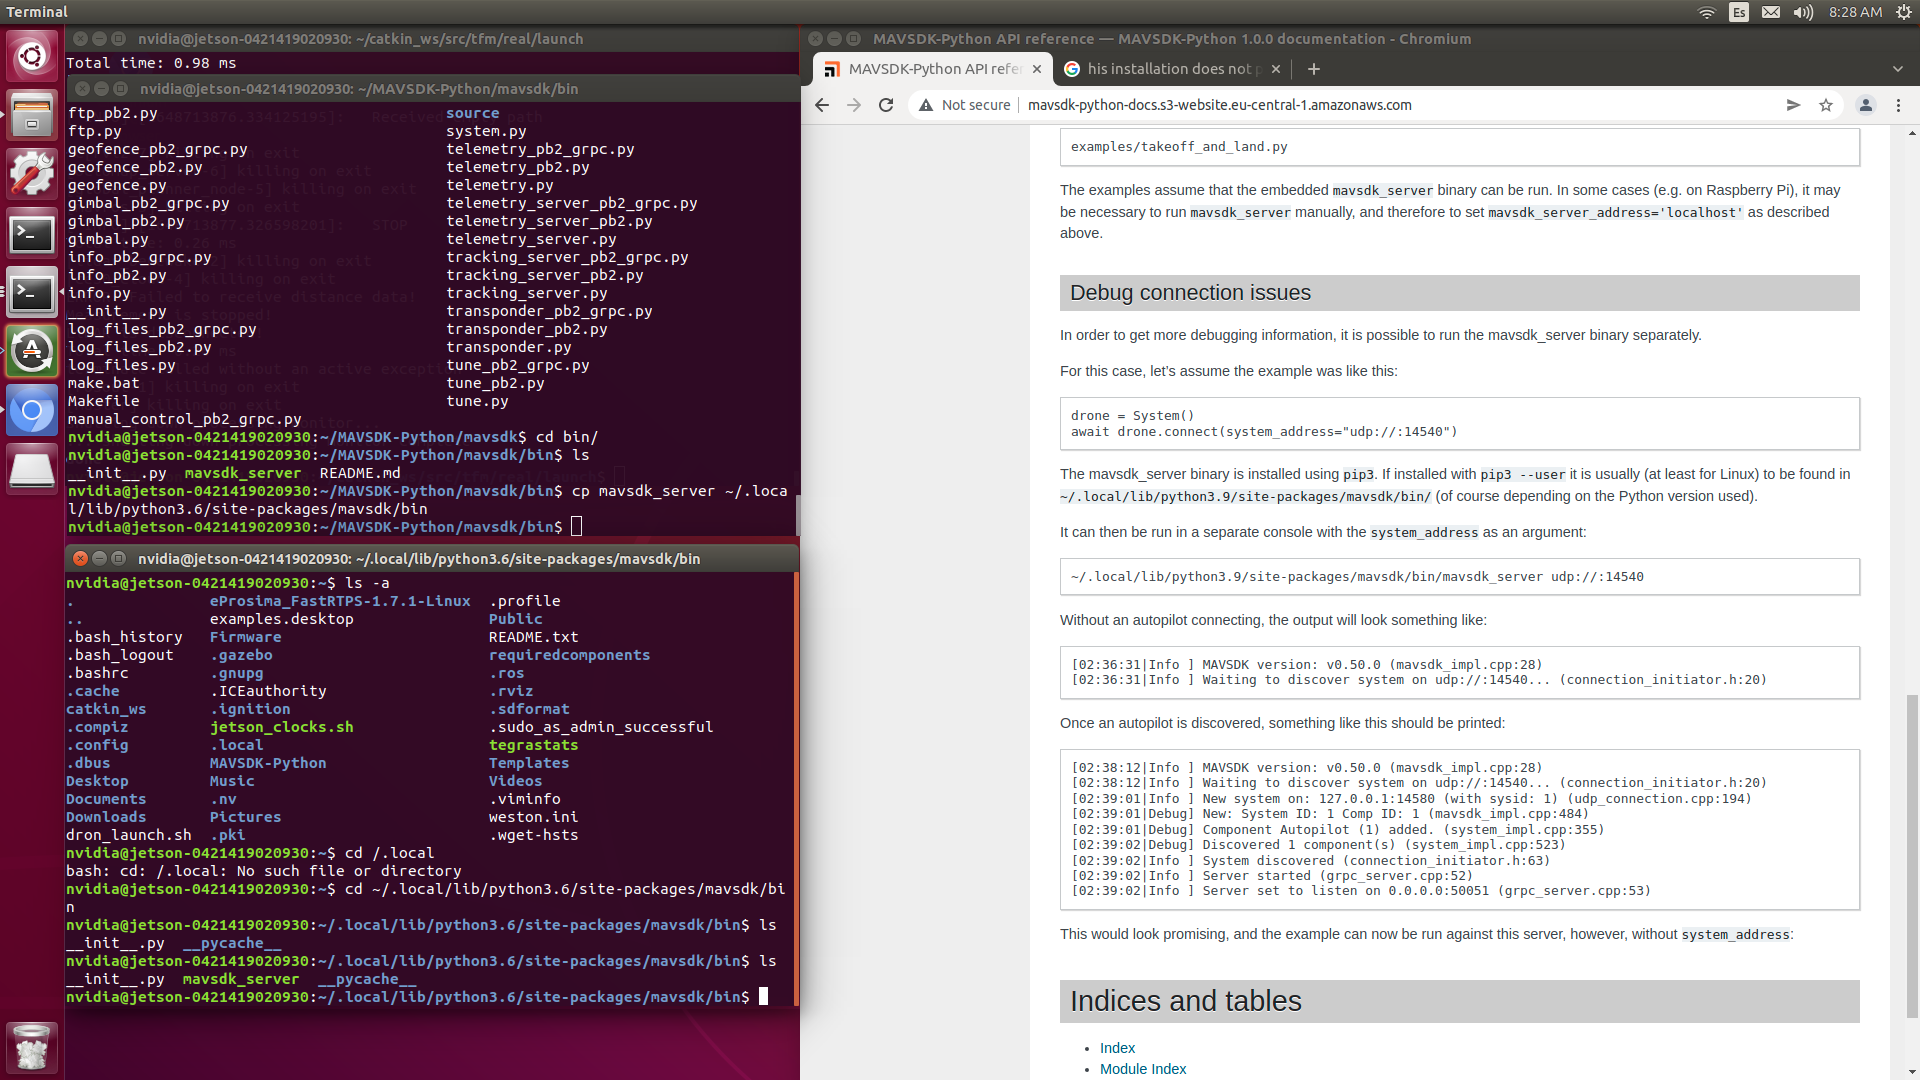 Terminal
Es
8:28 AM
nvidia@jetson-0421419020930: ~/catkin_ws/src/tfm/real/launch
Total time: 0.98 ms
nvidia@jetson-0421419020930: ~/MAVSDK-Python/mavsdk/bin
ftp_pb2.py source
ftp.py system.py
geofence_pb2_grpc.py telemetry_pb2_grpc.py
geofence_pb2.py telemetry_pb2.py
geofence.py telemetry.py
gimbal_pb2_grpc.py telemetry_server_pb2_grpc.py
gimbal_pb2.py telemetry_server_pb2.py
gimbal.py telemetry_server.py
info_pb2_grpc.py tracking_server_pb2_grpc.py
info_pb2.py tracking_server_pb2.py
info.py tracking_server.py
__init__.py transponder_pb2_grpc.py
log_files_pb2_grpc.py transponder_pb2.py
log_files_pb2.py transponder.py
log_files.py tune_pb2_grpc.py
make.bat tune_pb2.py
Makefile tune.py
manual_control_pb2_grpc.py
nvidia@jetson-0421419020930:~/MAVSDK-Python/mavsdk$ cd bin/
nvidia@jetson-0421419020930:~/MAVSDK-Python/mavsdk/bin$ ls
__init__.py mavsdk_server README.md
nvidia@jetson-0421419020930:~/MAVSDK-Python/mavsdk/bin$ cp mavsdk_server ~/.loca
l/lib/python3.6/site-packages/mavsdk/bin
nvidia@jetson-0421419020930:~/MAVSDK-Python/mavsdk/bin$
nvidia@jetson-0421419020930: ~/.local/lib/python3.6/site-packages/mavsdk/bin
nvidia@jetson-0421419020930:~$ ls -a
. eProsima_FastRTPS-1.7.1-Linux .profile
.. examples.desktop Public
.bash_history Firmware README.txt
.bash_logout .gazebo requiredcomponents
.bashrc .gnupg .ros
.cache .ICEauthority .rviz
catkin_ws .ignition .sdformat
.compiz jetson_clocks.sh .sudo_as_admin_successful
.config .local tegrastats
.dbus MAVSDK-Python Templates
Desktop Music Videos
Documents .nv .viminfo
Downloads Pictures weston.ini
dron_launch.sh .pki .wget-hsts
nvidia@jetson-0421419020930:~$ cd /.local
bash: cd: /.local: No such file or directory
nvidia@jetson-0421419020930:~$ cd ~/.local/lib/python3.6/site-packages/mavsdk/bi
n
nvidia@jetson-0421419020930:~/.local/lib/python3.6/site-packages/mavsdk/bin$ ls
__init__.py __pycache__
nvidia@jetson-0421419020930:~/.local/lib/python3.6/site-packages/mavsdk/bin$ ls
__init__.py mavsdk_server __pycache__
nvidia@jetson-0421419020930:~/.local/lib/python3.6/site-packages/mavsdk/bin$
MAVSDK-Python API reference — MAVSDK-Python 1.0.0 documentation - Chromium
MAVSDK-Python API refe
his installation does not p
Not secure
mavsdk-python-docs.s3-website.eu-central-1.amazonaws.com
examples/takeoff_and_land.py
The examples assume that the embedded mavsdk_server binary can be run. In some cases (e.g. on Raspberry Pi), it may
be necessary to run mavsdk_server manually, and therefore to set mavsdk_server_address='localhost' as described
above.
Debug connection issues
In order to get more debugging information, it is possible to run the mavsdk_server binary separately.
For this case, let’s assume the example was like this:
drone = System()
await drone.connect(system_address="udp://:14540")
The mavsdk_server binary is installed using pip3. If installed with pip3 --user it is usually (at least for Linux) to be found in
~/.local/lib/python3.9/site-packages/mavsdk/bin/ (of course depending on the Python version used).
It can then be run in a separate console with the system_address as an argument:
~/.local/lib/python3.9/site-packages/mavsdk/bin/mavsdk_server udp://:14540
Without an autopilot connecting, the output will look something like:
[02:36:31|Info ] MAVSDK version: v0.50.0 (mavsdk_impl.cpp:28)
[02:36:31|Info ] Waiting to discover system on udp://:14540... (connection_initiator.h:20)
Once an autopilot is discovered, something like this should be printed:
[02:38:12|Info ] MAVSDK version: v0.50.0 (mavsdk_impl.cpp:28)
[02:38:12|Info ] Waiting to discover system on udp://:14540... (connection_initiator.h:20)
[02:39:01|Info ] New system on: 127.0.0.1:14580 (with sysid: 1) (udp_connection.cpp:194)
[02:39:01|Debug] New: System ID: 1 Comp ID: 1 (mavsdk_impl.cpp:484)
[02:39:01|Debug] Component Autopilot (1) added. (system_impl.cpp:355)
[02:39:02|Debug] Discovered 1 component(s) (system_impl.cpp:523)
[02:39:02|Info ] System discovered (connection_initiator.h:63)
[02:39:02|Info ] Server started (grpc_server.cpp:52)
[02:39:02|Info ] Server set to listen on 0.0.0.0:50051 (grpc_server.cpp:53)
This would look promising, and the example can now be run against this server, however, without system_address:
Indices and tables
Index
Module Index